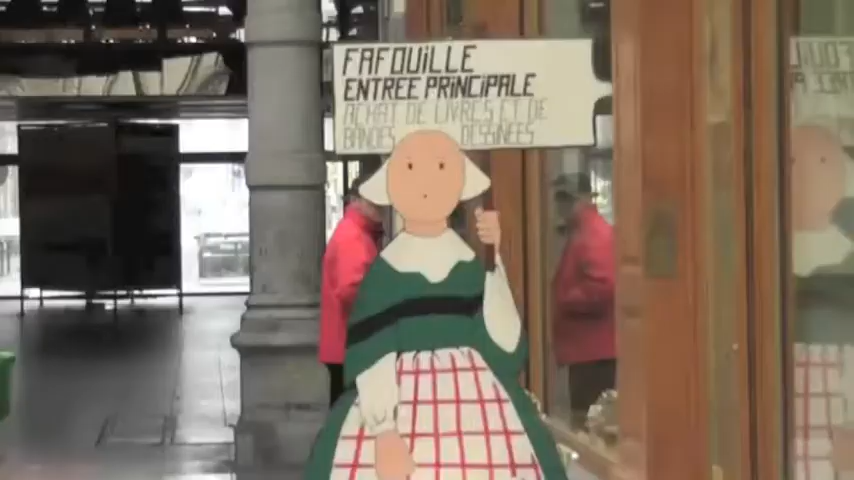 FAFOUiLLE
ENTREE PRiNCiPALE
ACHAT DE LiVRES ET DE
BANDES DESSiNEES